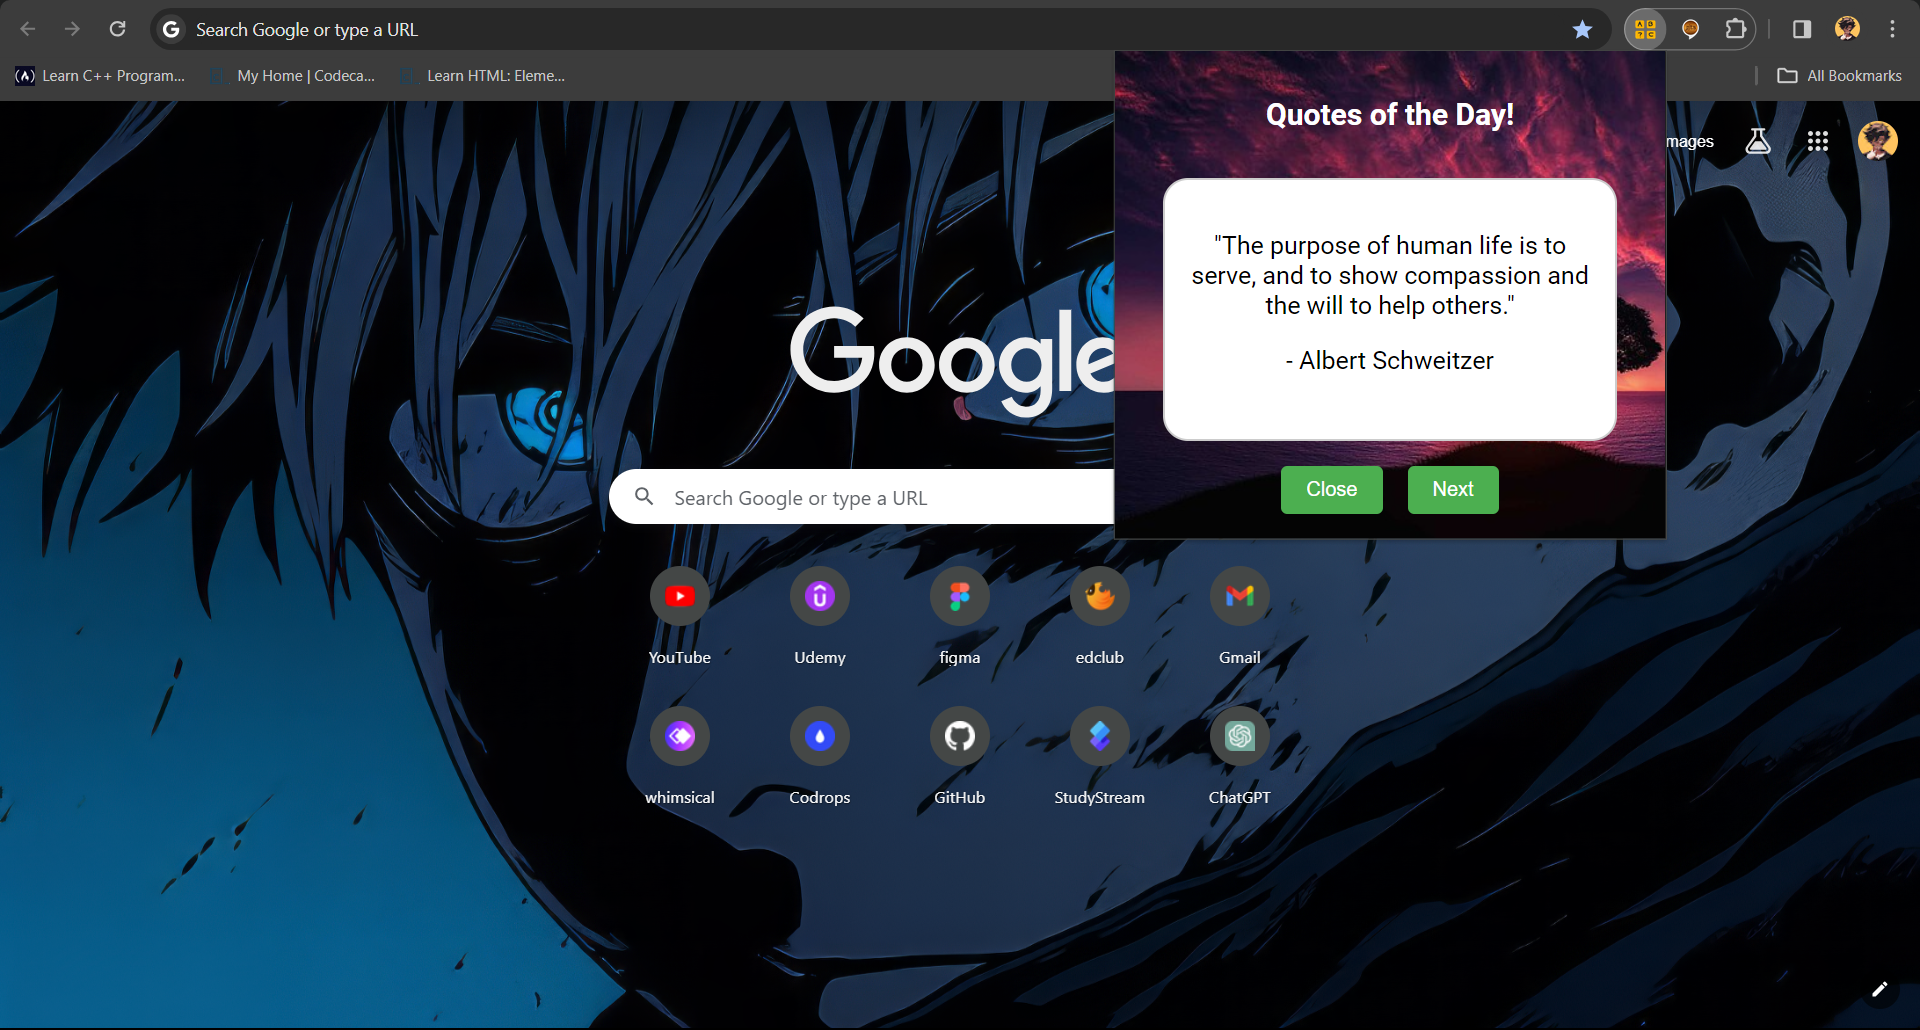 Search Google or type a URL
Learn C++ Program...
My Home | Codeca...
Learn HTML: Eleme...
All Bookmarks
Quotes of the Day!
mages
"The purpose of human life is to
serve, and to show compassion and
the will to help others."
- Albert Schweitzer
Close
Next
Google
Search Google or type a URL
YouTube
Udemy
figma
edclub
Gmail
whimsical
Codrops
GitHub
StudyStream
ChatGPT